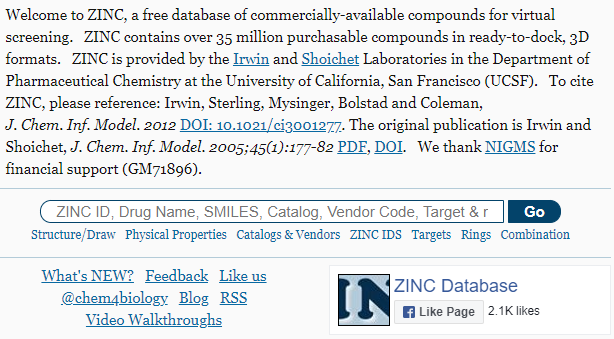 Welcome to ZINC, a free database of commercially-available compounds for virtual
screening. ZINC contains over 35 million purchasable compounds in ready-to-dock, 3D
formats. ZINC is provided by the Irwin and Shoichet Laboratories in the Department of
Pharmaceutical Chemistry at the University of California, San Francisco (UCSF). To cite
ZINC, please reference: Irwin, Sterling, Mysinger, Bolstad and Coleman,
J. Chem. Inf. Model. 2012 DOI: 10.1021/ci3001277. The original publication is Irwin and
Shoichet, J. Chem. Inf. Model. 2005;45(1):177-82 PDF, DOI. We thank NIGMS for
financial support (GM71896).
ZINC ID, Drug Name, SMILES, Catalog, Vendor Code, Target & r Go
Structure/Draw Physical Properties Catalogs & Vendors ZINC IDS Targets Rings Combination
What's NEW? Feedback Like us
@chem4biology Blog RSS
Video Walkthroughs
IN
ZINC Database
Like Page 2.1K likes